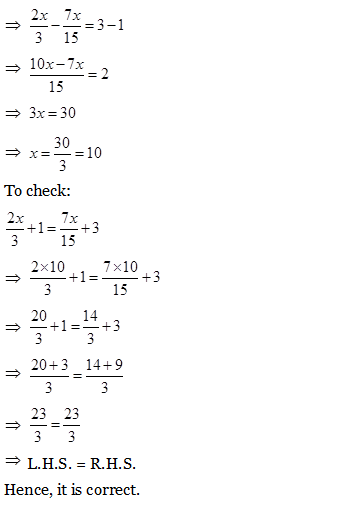 ⇒ 2x/3 − 7x/15 = 3−1
⇒ (10x−7x)/15 = 2
⇒ 3x = 30
⇒ x = 30/3 = 10
To check:
2x/3 + 1 = 7x/15 + 3
⇒ (2×10)/3 + 1 = (7×10)/15 + 3
⇒ 20/3 + 1 = 14/3 + 3
⇒ (20+3)/3 = (14+9)/3
⇒ 23/3 = 23/3
⇒ L.H.S. = R.H.S.
Hence, it is correct.